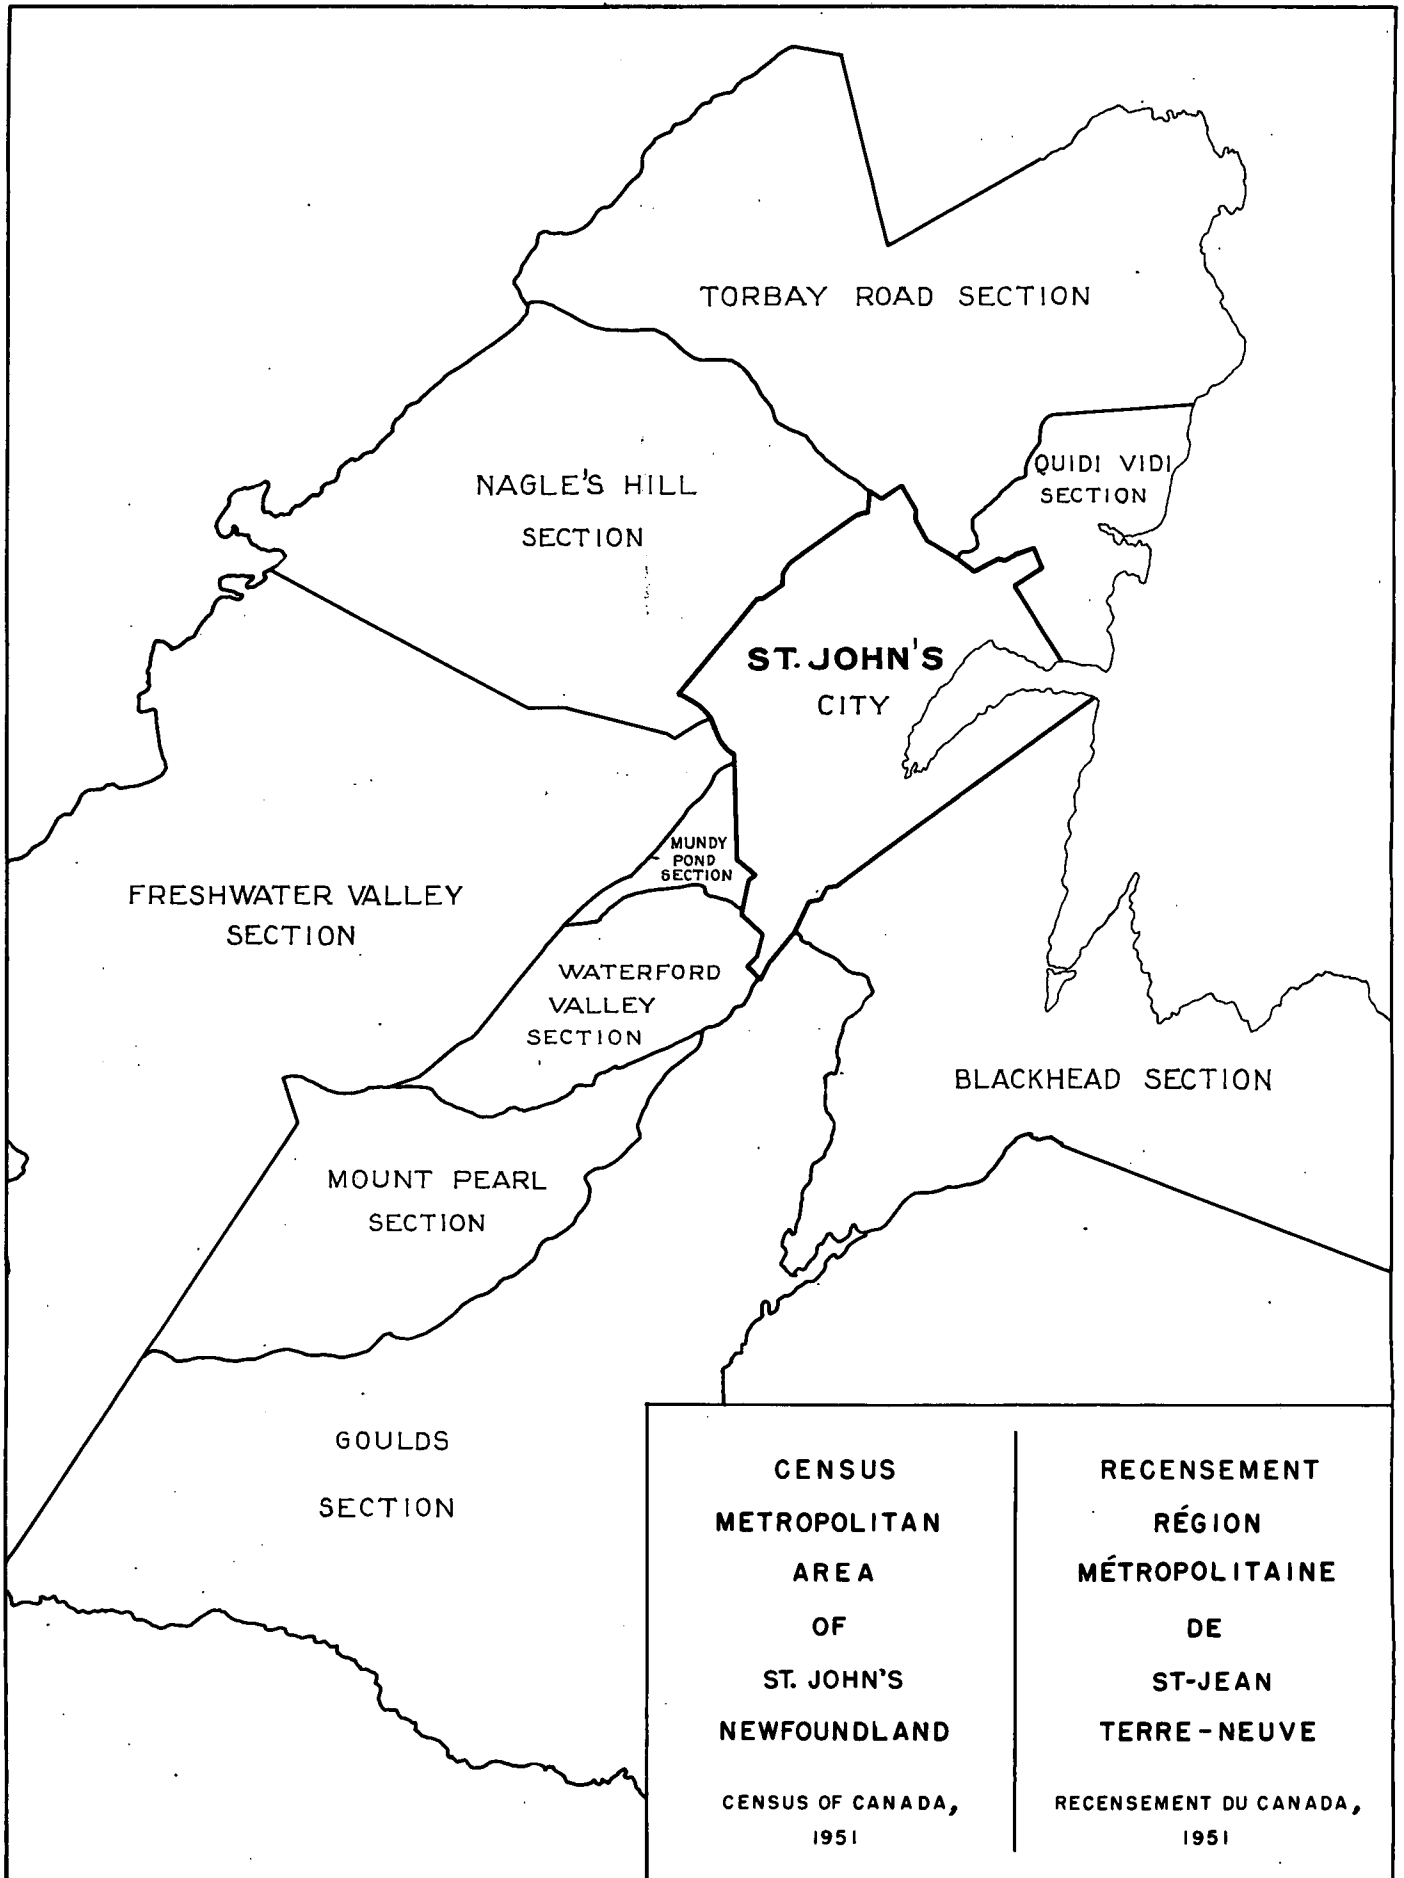 TORBAY ROAD SECTION
QUIDI VIDI
SECTION
NAGLE'S HILL
SECTION
ST. JOHN'S
CITY
MUNDY
POND
SECTION
FRESHWATER VALLEY
SECTION
WATERFORD
VALLEY
SECTION
BLACKHEAD SECTION
MOUNT PEARL
SECTION
GOULDS
SECTION
CENSUS
METROPOLITAN
AREA
OF
ST. JOHN'S
NEWFOUNDLAND
CENSUS OF CANADA,
1951
RECENSEMENT
RÉGION
MÉTROPOLITAINE
DE
ST-JEAN
TERRE-NEUVE
RECENSEMENT DU CANADA,
1951